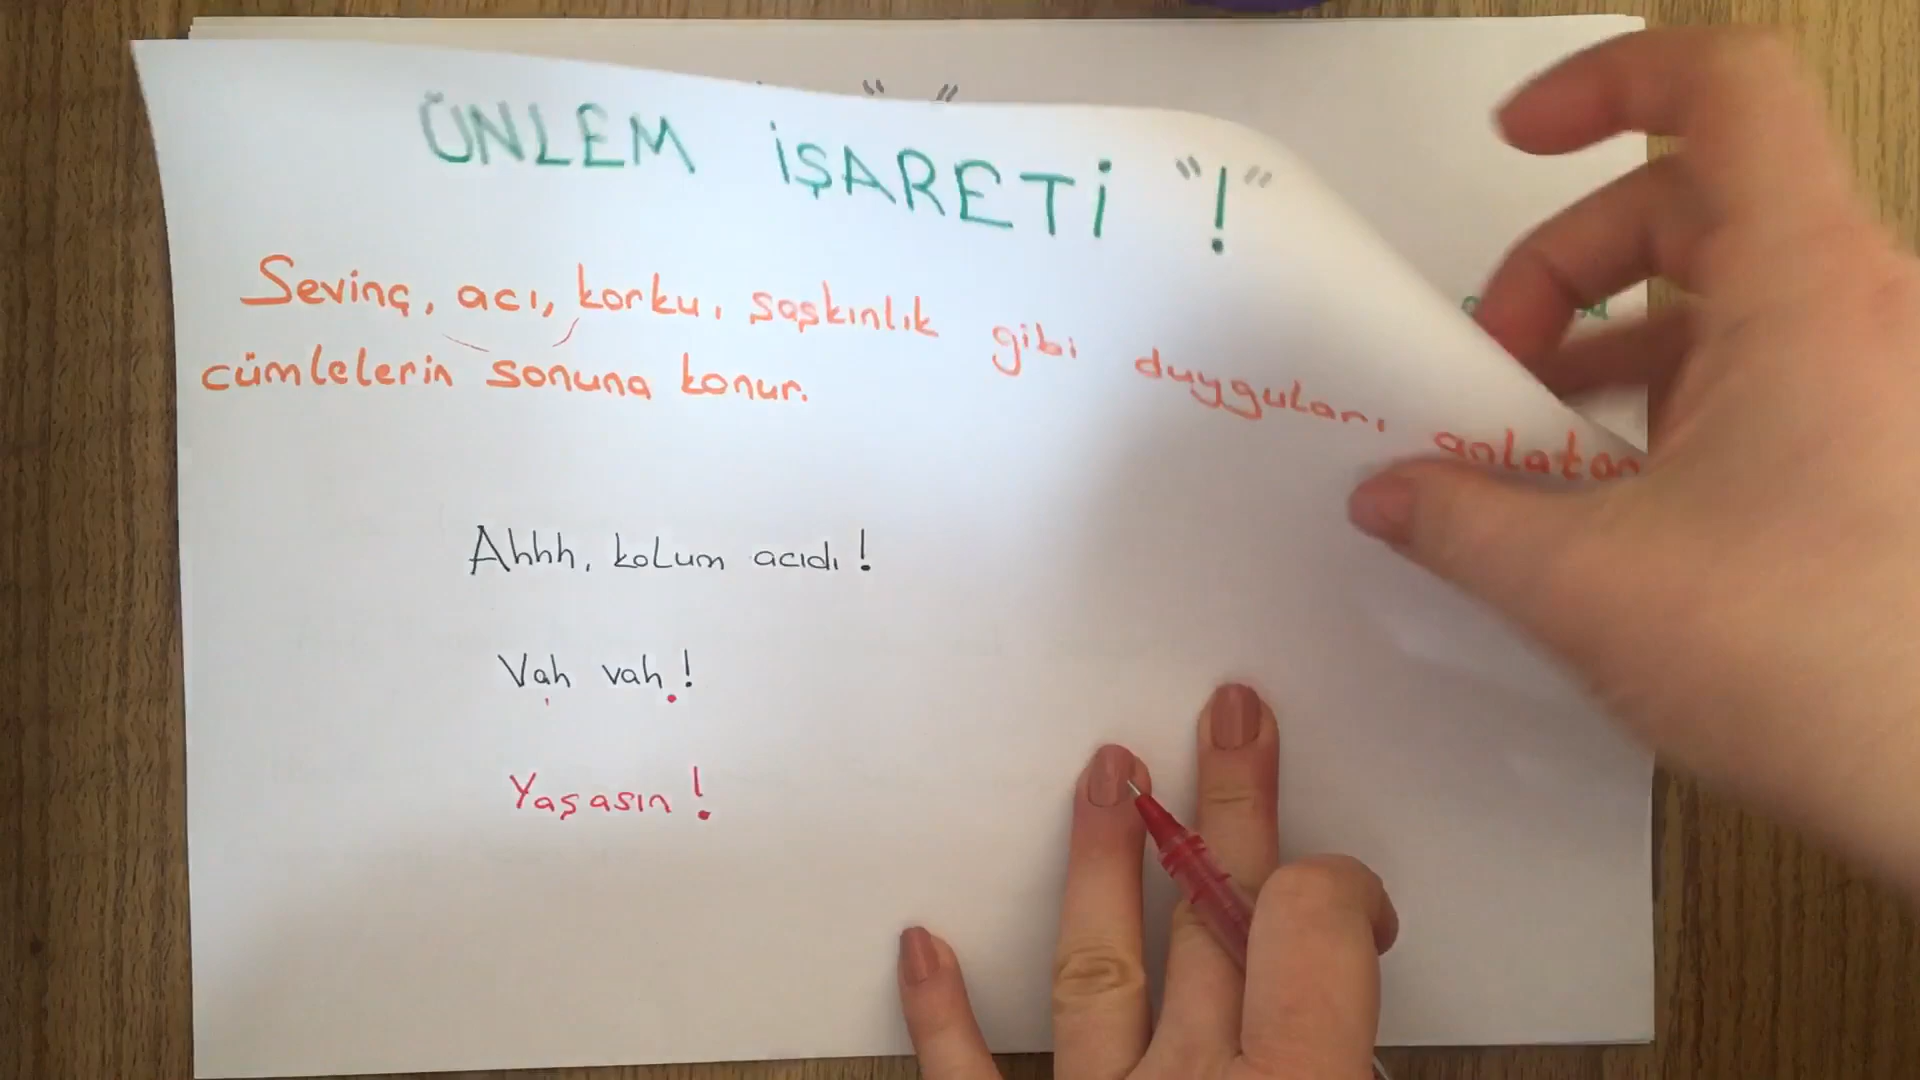 ÜNLEM İŞARETİ "!"
Sevinç, acı, korku, şaşkınlık gibi duyguları anlatan
cümlelerin sonuna konur.
Ahhh, kolum acıdı!
Vah vah!
Yaşasın!